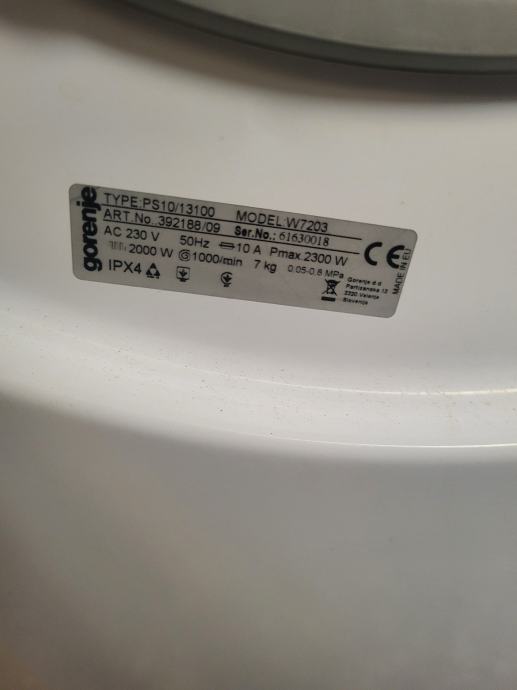 gorenje
TYPE:PS10/13100 MODEL:W7203
ART.No.:392188/09 Ser.No.: 61630018
AC 230 V 50Hz 10 A Pmax.2300 W
2000 W 1000/min 7 kg 0.05-0.8 MPa
IPX4
Gorenje d.d
Partizanska 12
3320 Velenje
Slovenija
CE
MADE IN EU